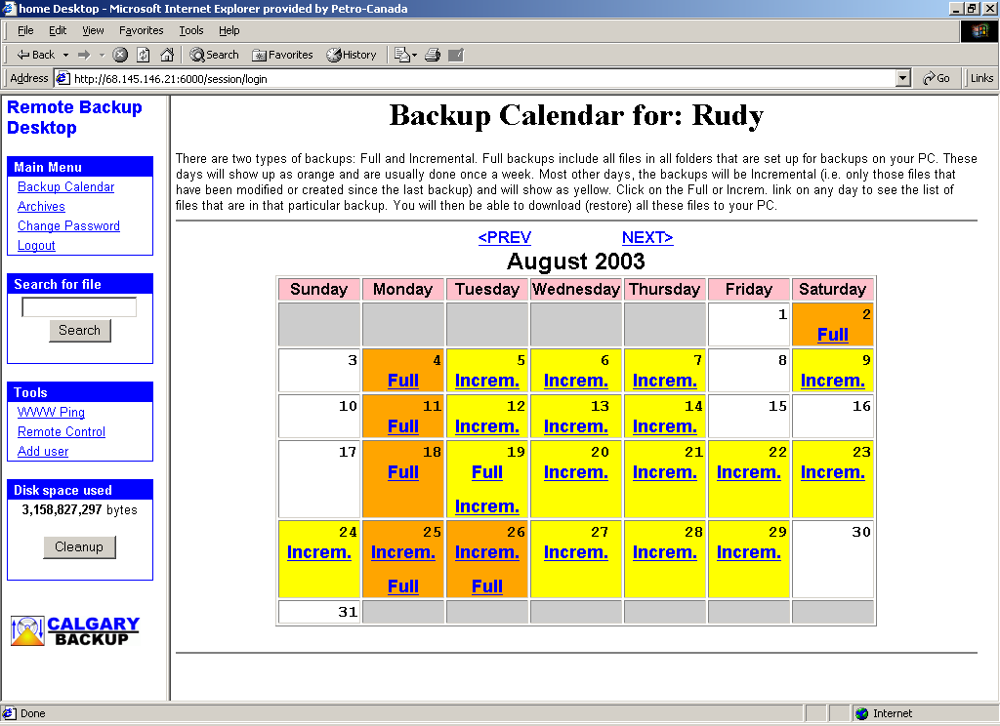 home Desktop - Microsoft Internet Explorer provided by Petro-Canada
File Edit View Favorites Tools Help
Back Search Favorites History
Address http://68.145.146.21:6000/session/login Go Links
Remote Backup
Desktop
Main Menu
Backup Calendar
Archives
Change Password
Logout
Search for file
Search
Tools
WWW Ping
Remote Control
Add user
Disk space used
3,158,827,297 bytes
Cleanup
CALGARY
BACKUP
Backup Calendar for: Rudy
There are two types of backups: Full and Incremental. Full backups include all files in all folders that are set up for backups on your PC. These
days will show up as orange and are usually done once a week. Most other days, the backups will be Incremental (i.e. only those files that
have been modified or created since the last backup) and will show as yellow. Click on the Full or Increm. link on any day to see the list of
files that are in that particular backup. You will then be able to download (restore) all these files to your PC.
<PREV NEXT>
August 2003
Sunday Monday Tuesday Wednesday Thursday Friday Saturday
1 2
Full
3 4 5 6 7 8 9
Full Increm. Increm. Increm. Increm.
10 11 12 13 14 15 16
Full Increm. Increm. Increm.
17 18 19 20 21 22 23
Full Full Increm. Increm. Increm. Increm.
Increm.
24 25 26 27 28 29 30
Increm. Increm. Increm. Increm. Increm. Increm.
Full Full
31
Done Internet